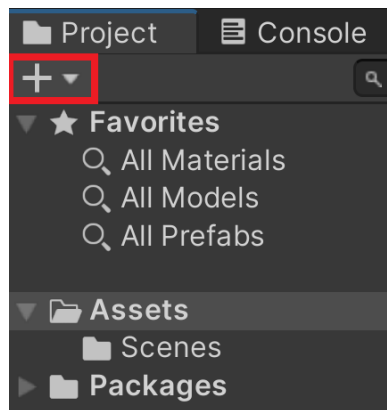 Project Console
Favorites
All Materials
All Models
All Prefabs
Assets
Scenes
Packages